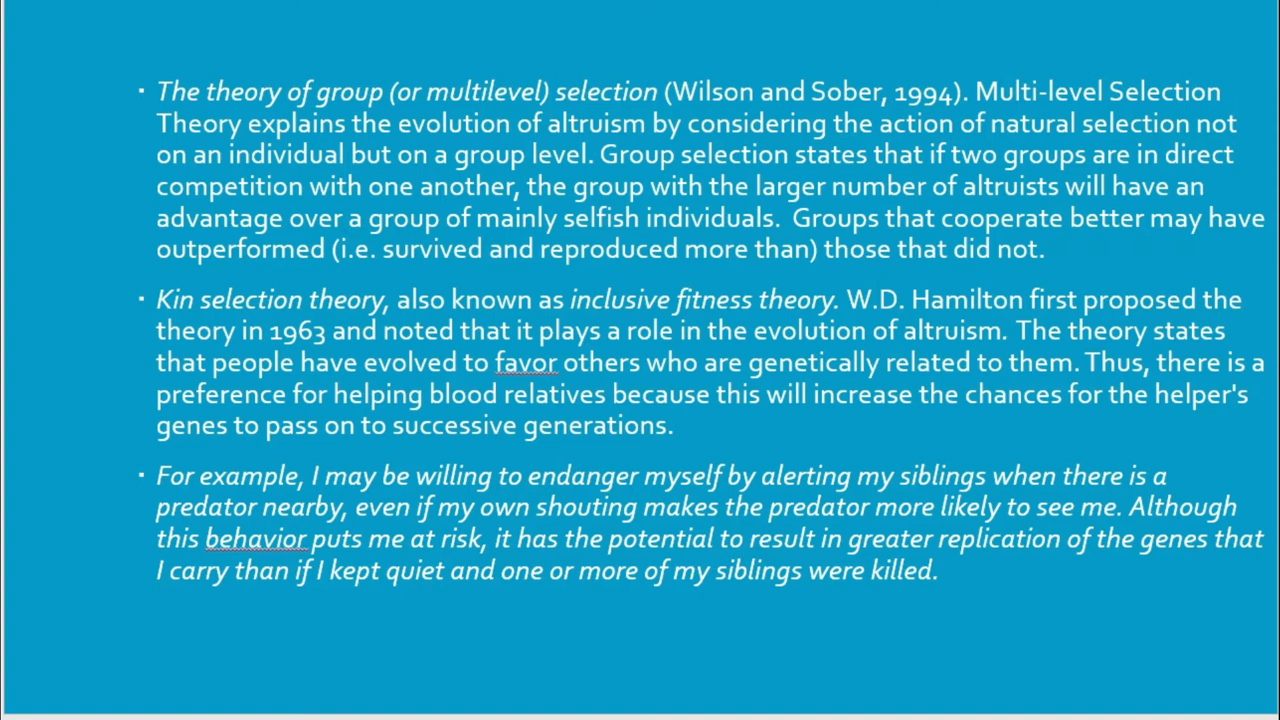 ▪ The theory of group (or multilevel) selection (Wilson and Sober, 1994). Multi-level Selection
Theory explains the evolution of altruism by considering the action of natural selection not
on an individual but on a group level. Group selection states that if two groups are in direct
competition with one another, the group with the larger number of altruists will have an
advantage over a group of mainly selfish individuals.  Groups that cooperate better may have
outperformed (i.e. survived and reproduced more than) those that did not.
▪ Kin selection theory, also known as inclusive fitness theory. W.D. Hamilton first proposed the
theory in 1963 and noted that it plays a role in the evolution of altruism. The theory states
that people have evolved to favor others who are genetically related to them. Thus, there is a
preference for helping blood relatives because this will increase the chances for the helper's
genes to pass on to successive generations.
▪ For example, I may be willing to endanger myself by alerting my siblings when there is a
predator nearby, even if my own shouting makes the predator more likely to see me. Although
this behavior puts me at risk, it has the potential to result in greater replication of the genes that
I carry than if I kept quiet and one or more of my siblings were killed.